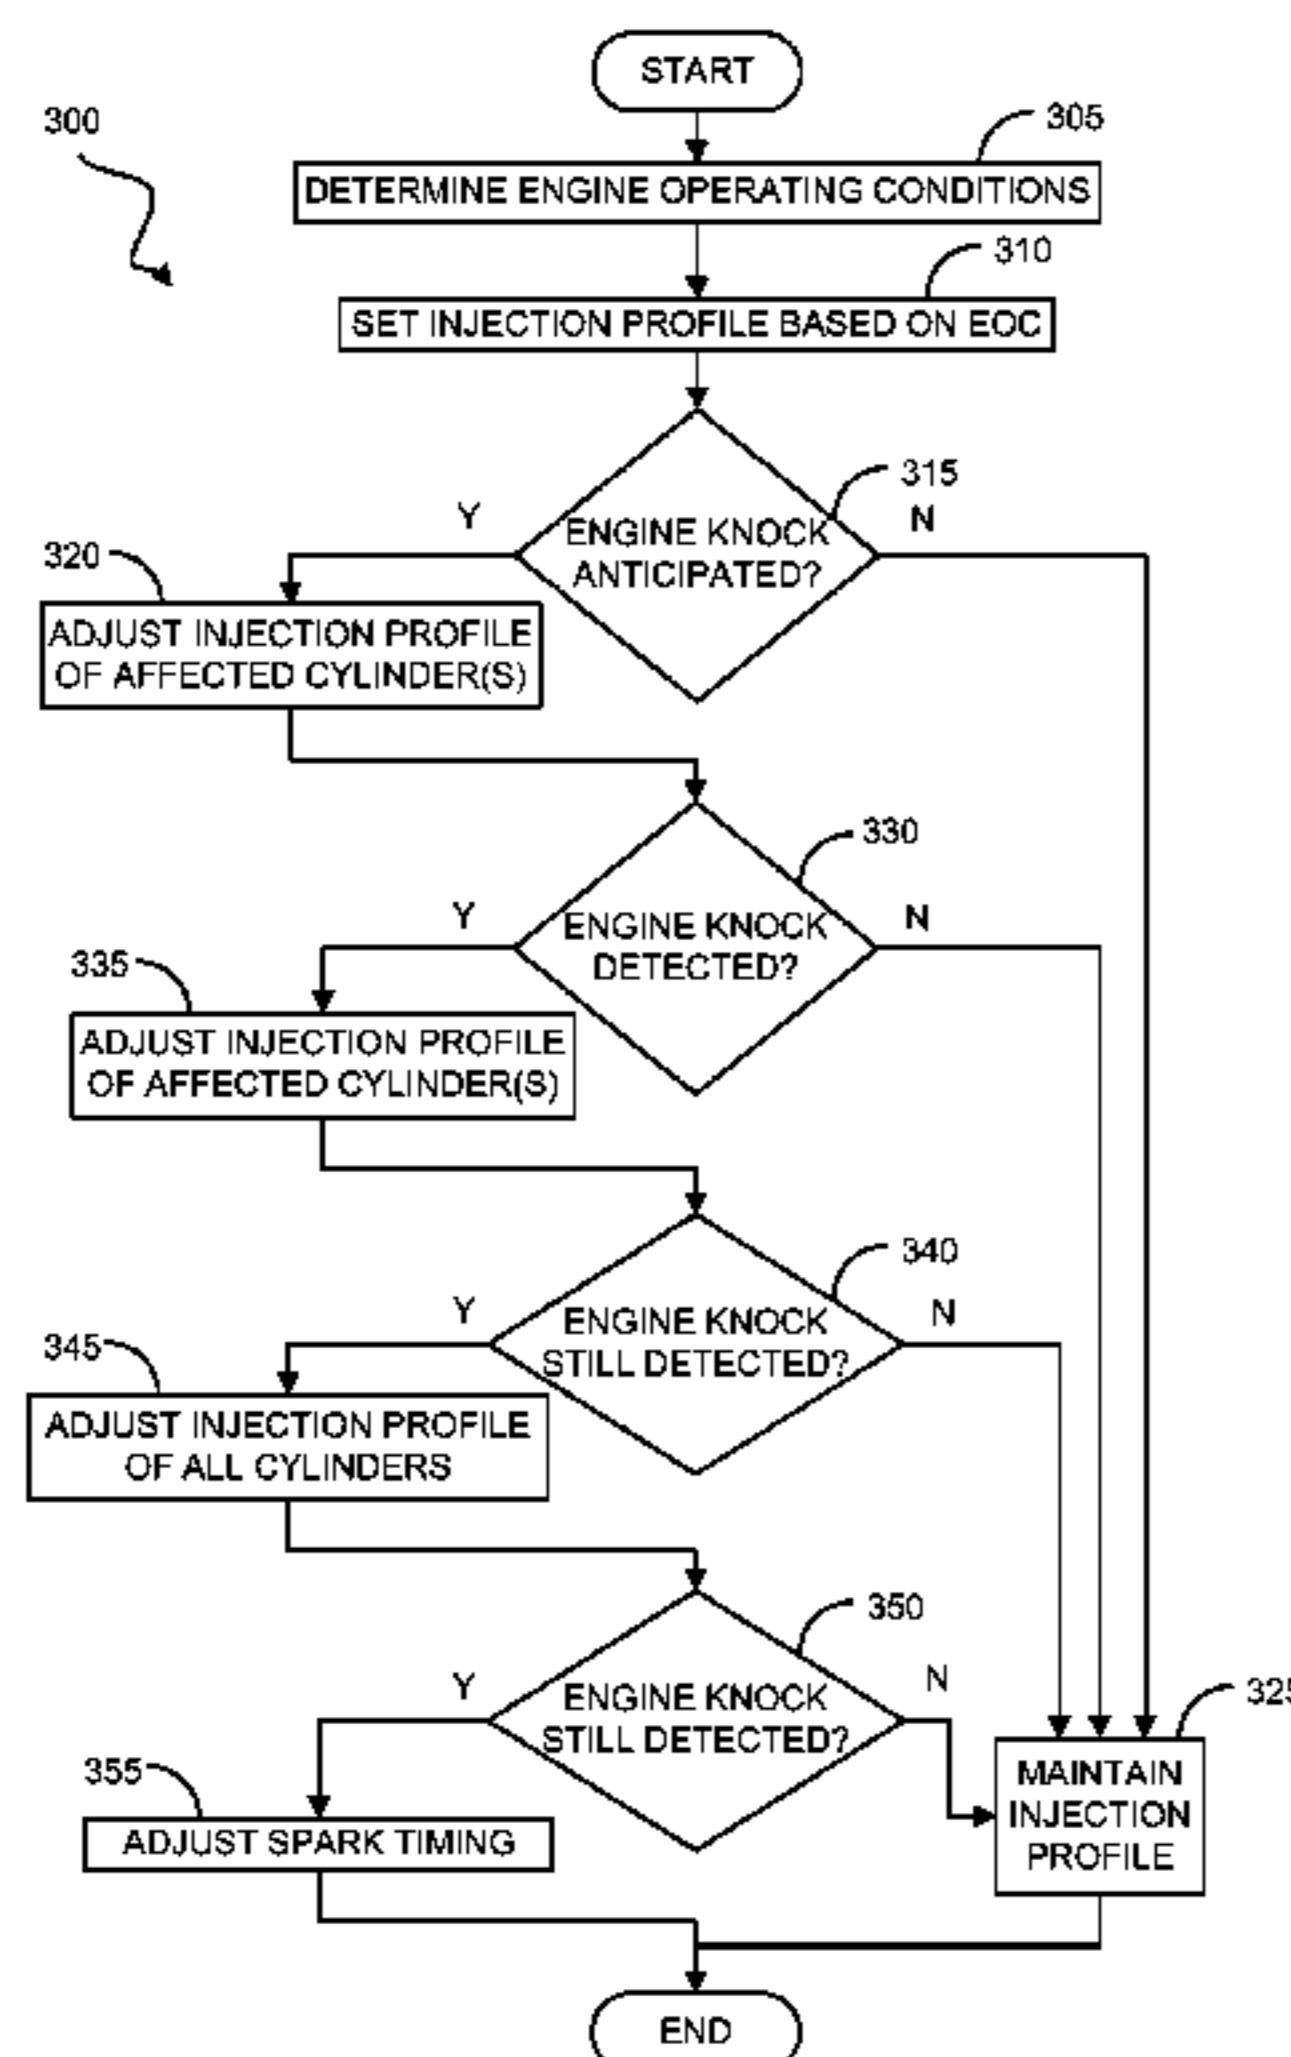 START
300
305
DETERMINE ENGINE OPERATING CONDITIONS
310
SET INJECTION PROFILE BASED ON EOC
315
Y
N
ENGINE KNOCK
ANTICIPATED?
320
ADJUST INJECTION PROFILE
OF AFFECTED CYLINDER(S)
330
Y
N
ENGINE KNOCK
DETECTED?
335
ADJUST INJECTION PROFILE
OF AFFECTED CYLINDER(S)
340
Y
N
ENGINE KNOCK
STILL DETECTED?
345
ADJUST INJECTION PROFILE
OF ALL CYLINDERS
350
Y
N
ENGINE KNOCK
STILL DETECTED?
325
355
ADJUST SPARK TIMING
MAINTAIN
INJECTION
PROFILE
END